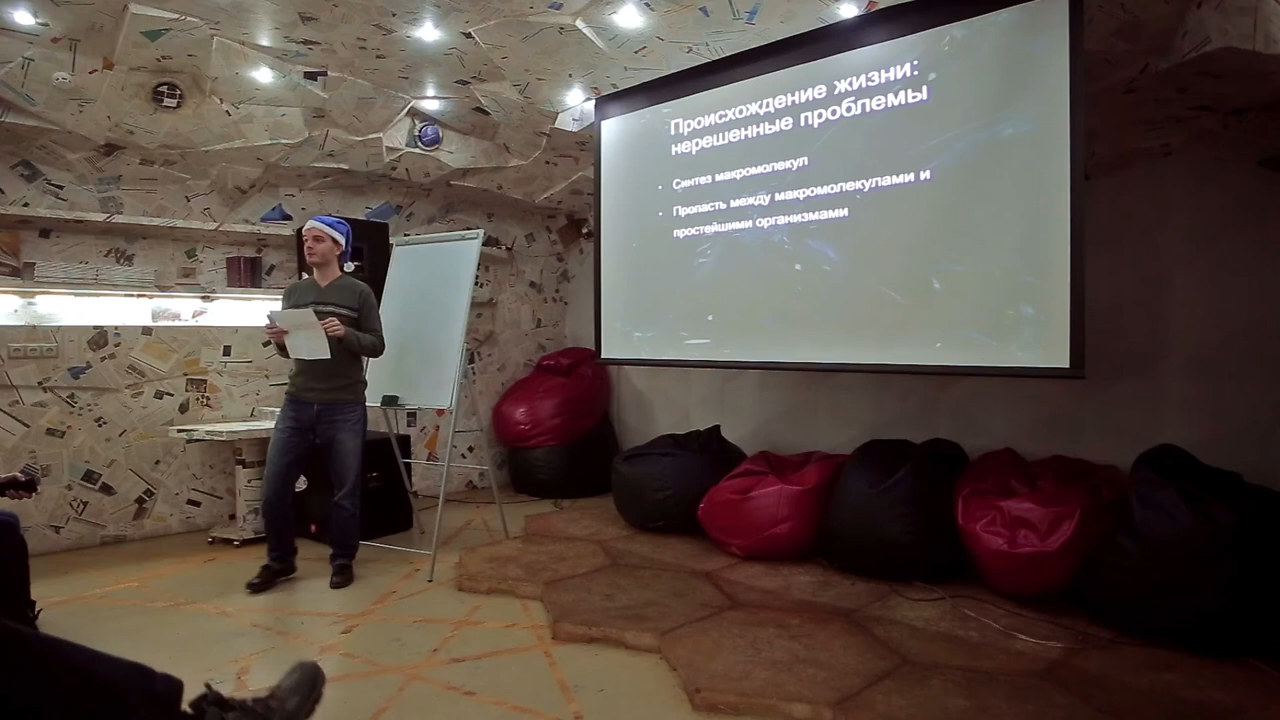 Происхождение жизни:
нерешенные проблемы
• Синтез макромолекул
• Пропасть между макромолекулами и
простейшими организмами